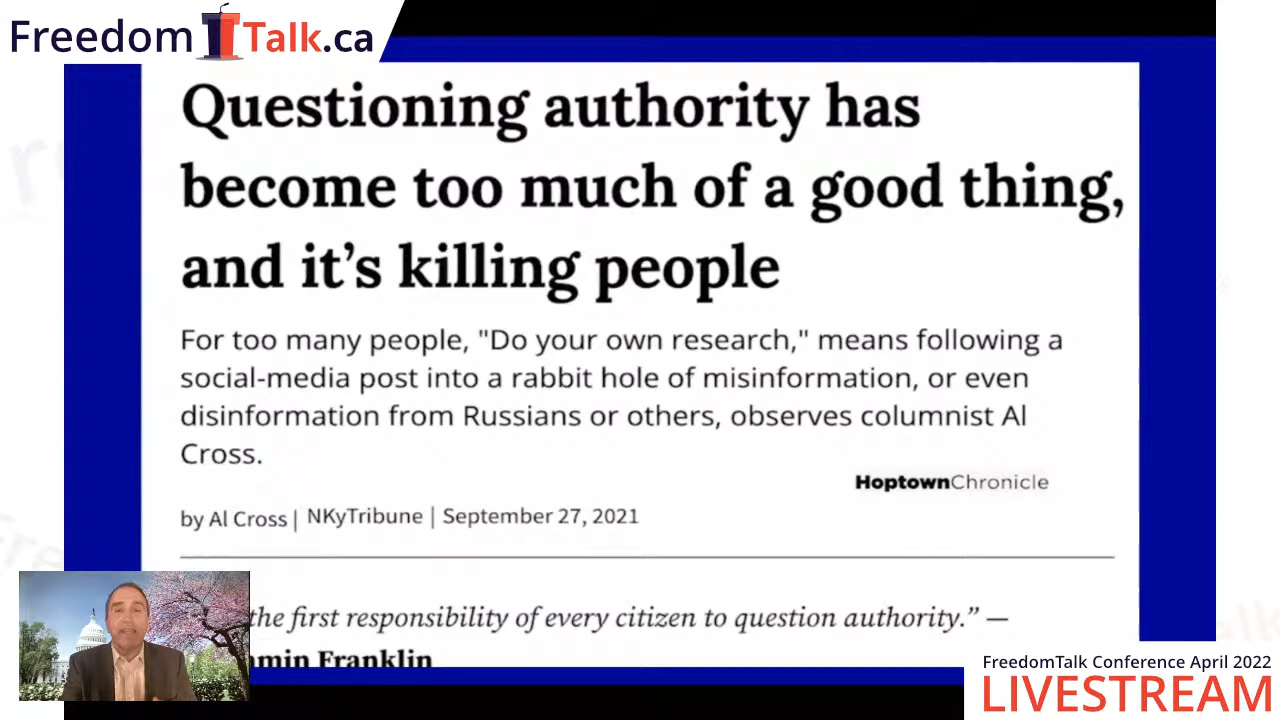 FreedomTalk.ca
Questioning authority has
become too much of a good thing,
and it's killing people
For too many people, "Do your own research," means following a
social-media post into a rabbit hole of misinformation, or even
disinformation from Russians or others, observes columnist Al
Cross.
HoptownChronicle
by Al Cross | NKyTribune | September 27, 2021
the first responsibility of every citizen to question authority.” —
Franklin
FreedomTalk Conference April 2022
LIVESTREAM